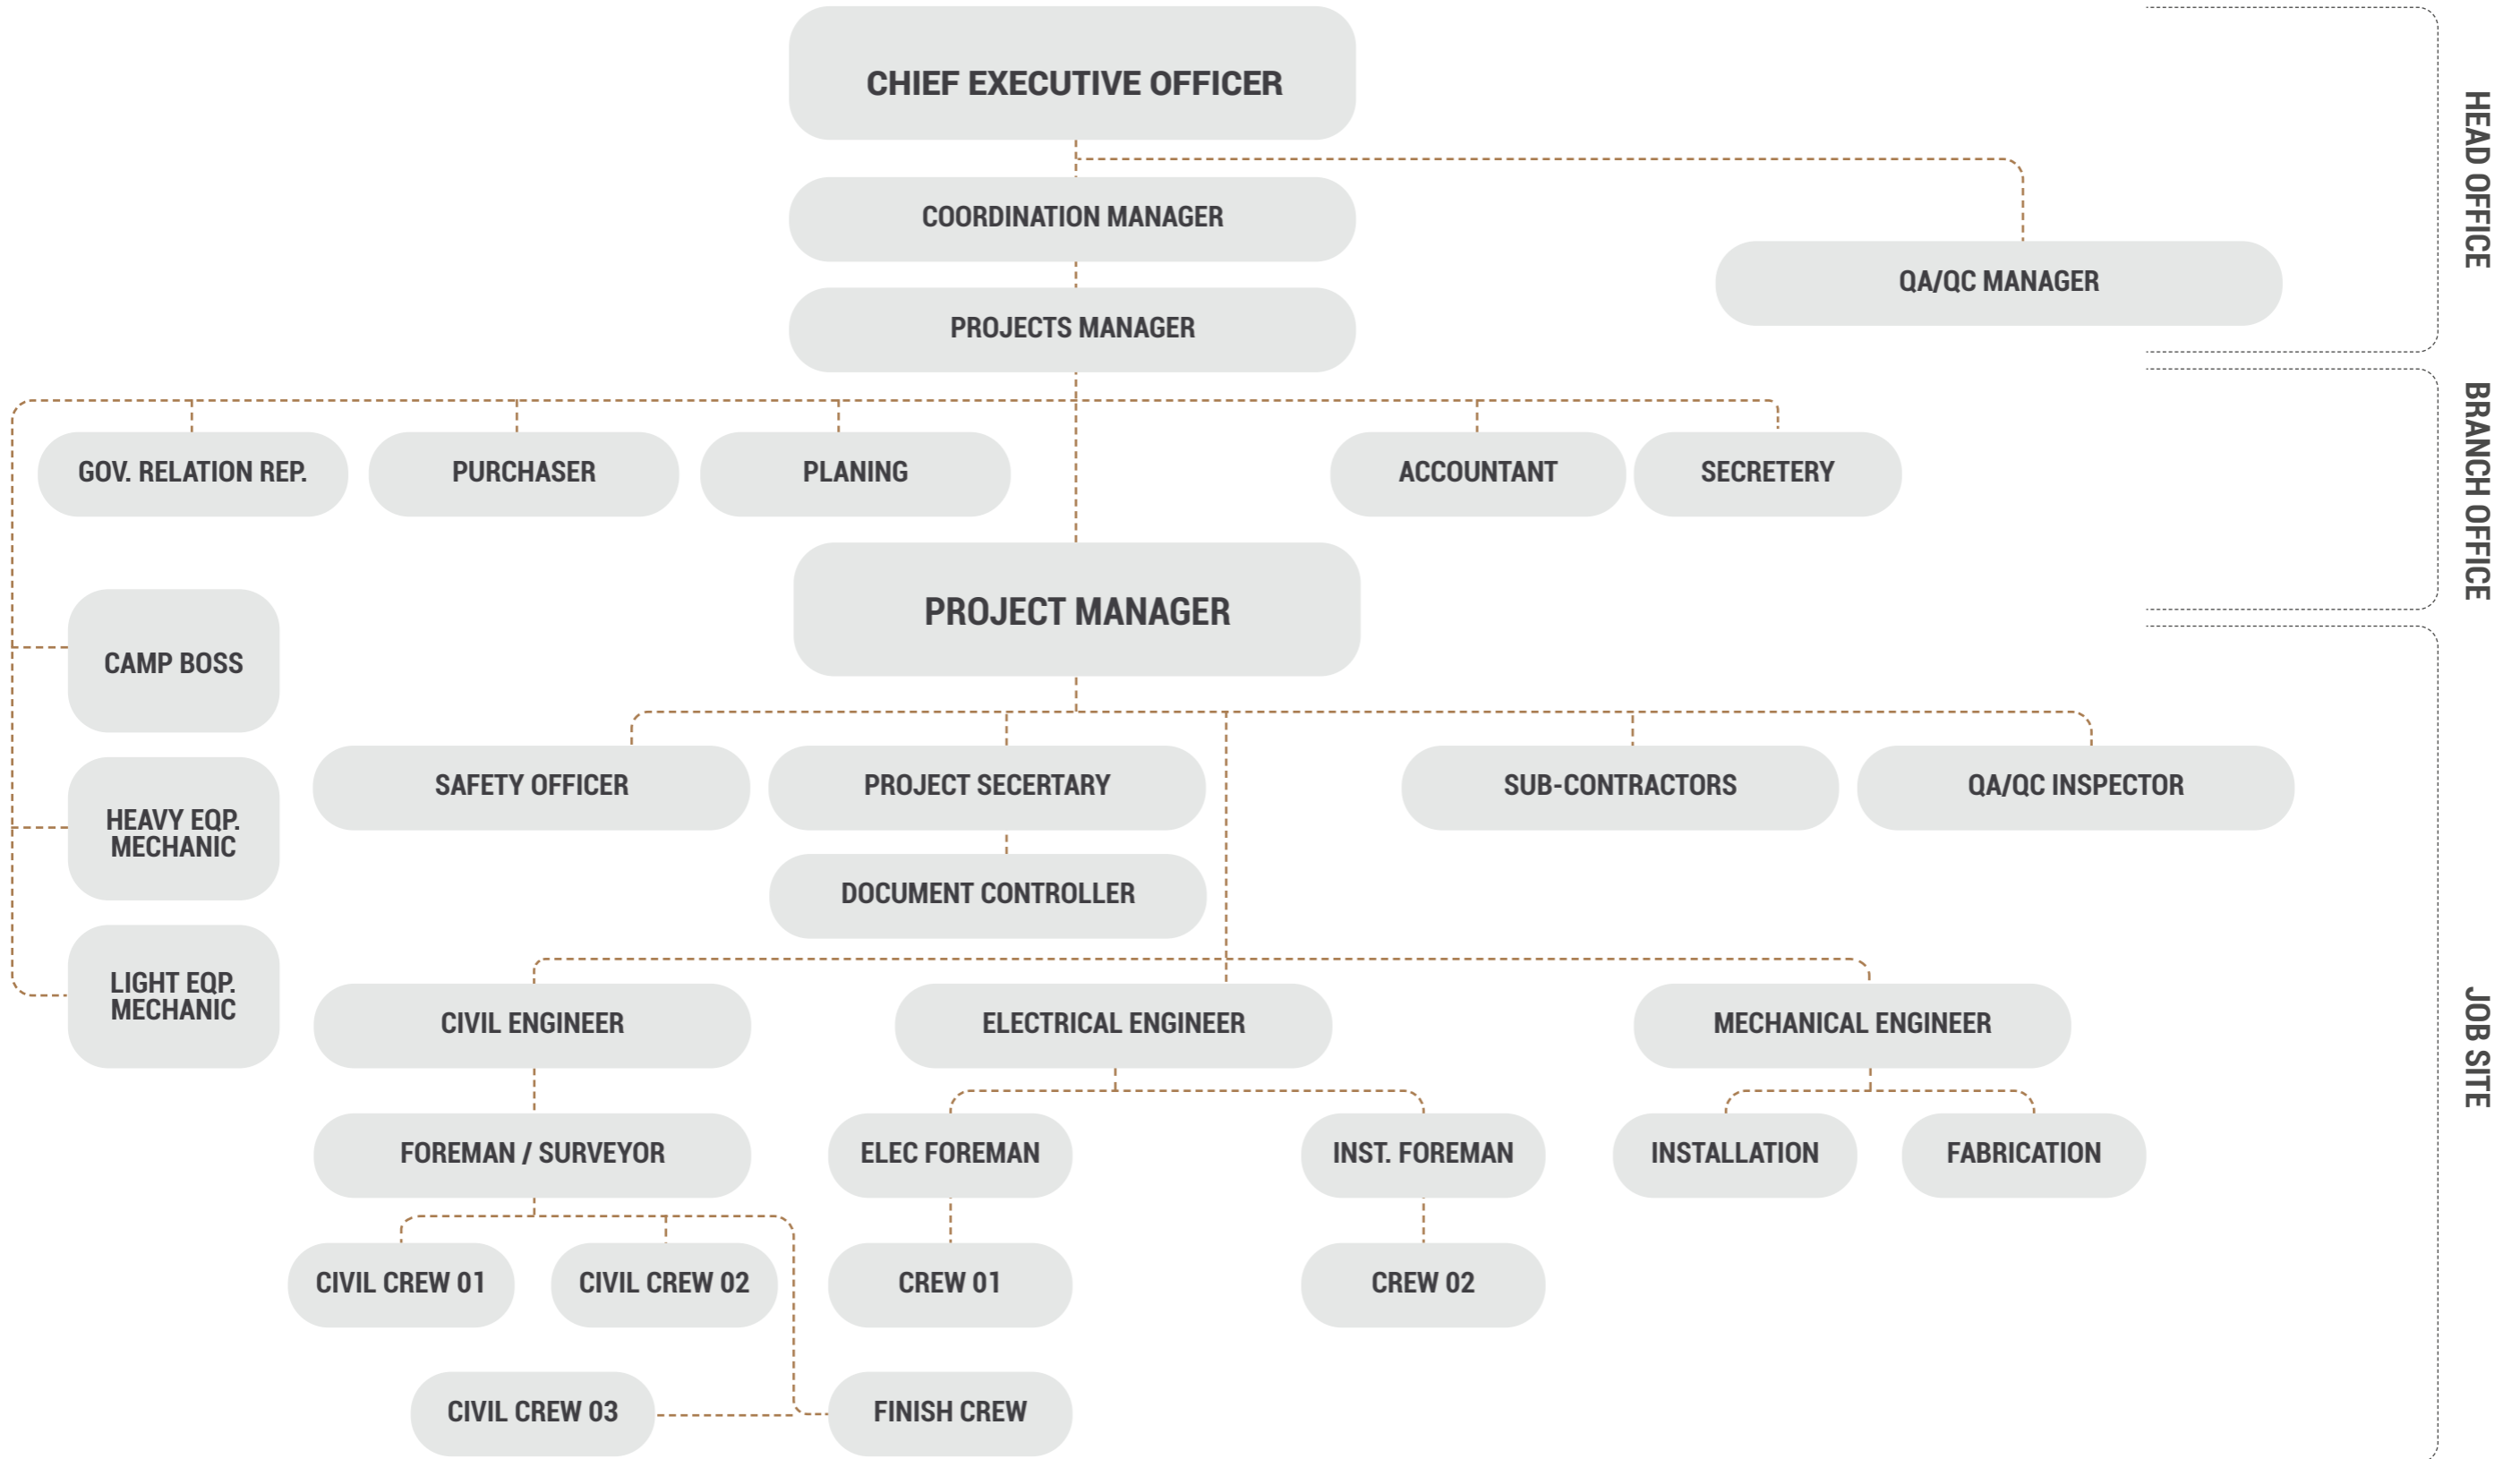 CHIEF EXECUTIVE OFFICER
COORDINATION MANAGER
QA/QC MANAGER
PROJECTS MANAGER
HEAD OFFICE
GOV. RELATION REP.
PURCHASER
PLANING
ACCOUNTANT
SECRETERY
BRANCH OFFICE
PROJECT MANAGER
CAMP BOSS
SAFETY OFFICER
PROJECT SECERTARY
SUB-CONTRACTORS
QA/QC INSPECTOR
HEAVY EQP.
MECHANIC
DOCUMENT CONTROLLER
LIGHT EQP.
MECHANIC
CIVIL ENGINEER
ELECTRICAL ENGINEER
MECHANICAL ENGINEER
JOB SITE
FOREMAN / SURVEYOR
ELEC FOREMAN
INST. FOREMAN
INSTALLATION
FABRICATION
CIVIL CREW 01
CIVIL CREW 02
CREW 01
CREW 02
CIVIL CREW 03
FINISH CREW